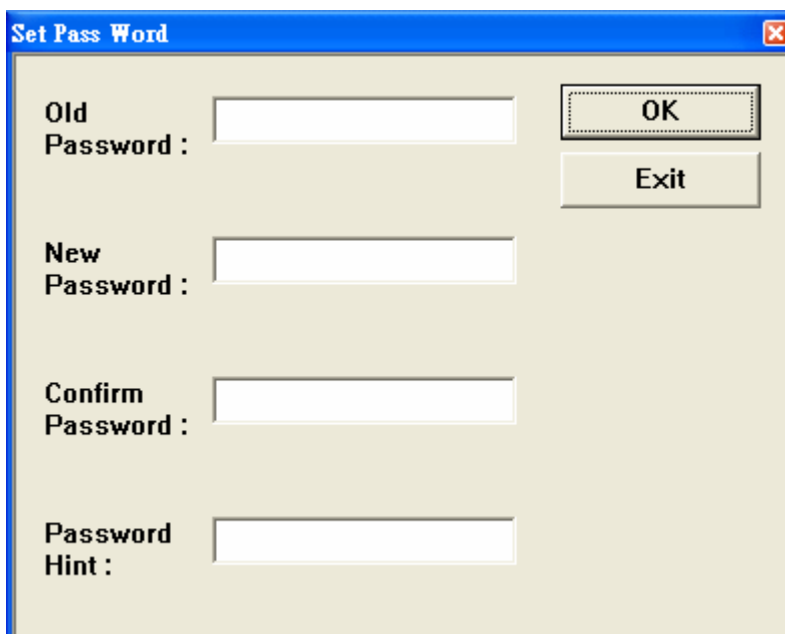 Set Pass Word
Old
Password :
OK
Exit
New
Password :
Confirm
Password :
Password
Hint :